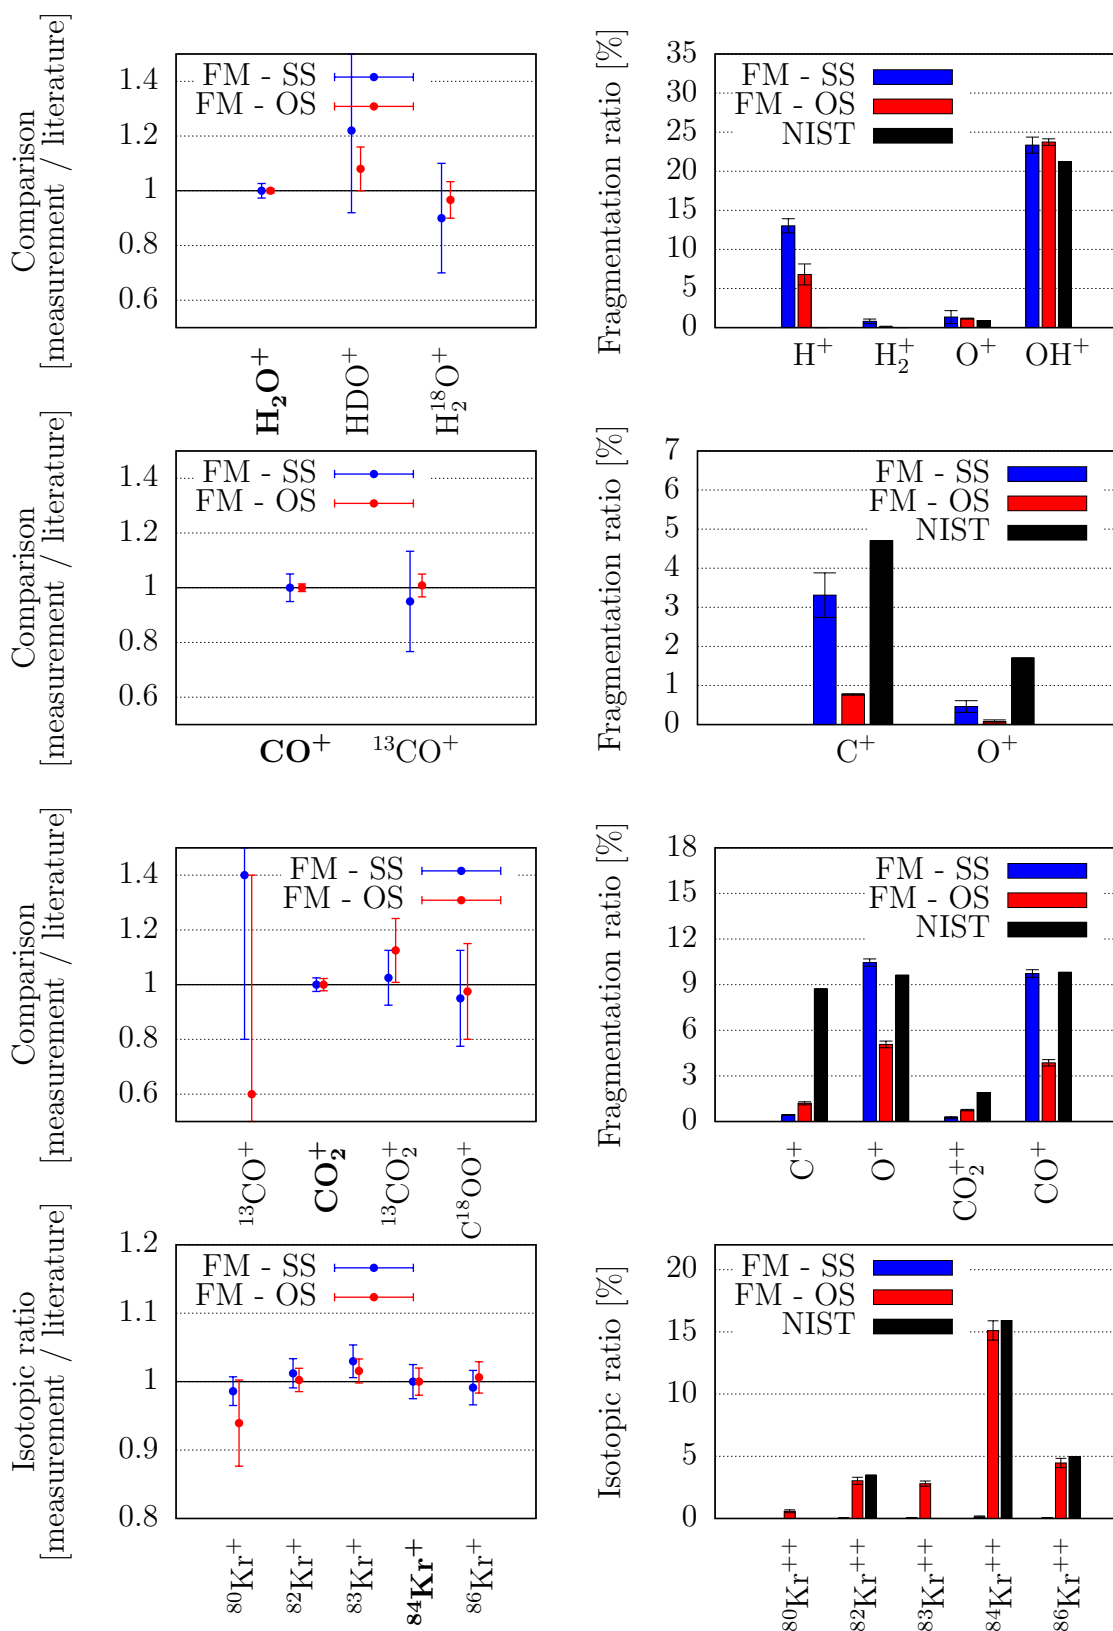 Comparison
[measurement / literature]
1.4
1.2
1
0.8
0.6
FM - SS
FM - OS
H₂O⁺
HDO⁺
H₂¹⁸O⁺
Fragmentation ratio [%]
35
30
25
20
15
10
5
0
FM - SS
FM - OS
NIST
H⁺
H₂⁺
O⁺
OH⁺
Comparison
[measurement / literature]
1.4
1.2
1
0.8
0.6
FM - SS
FM - OS
CO⁺
¹³CO⁺
Fragmentation ratio [%]
7
6
5
4
3
2
1
0
FM - SS
FM - OS
NIST
C⁺
O⁺
Comparison
[measurement / literature]
1.4
1.2
1
0.8
0.6
FM - SS
FM - OS
¹³CO⁺
CO₂⁺
¹³CO₂⁺
C¹⁸OO⁺
Fragmentation ratio [%]
18
15
12
9
6
3
0
FM - SS
FM - OS
NIST
C⁺
O⁺
CO₂⁺⁺
CO⁺
Isotopic ratio
[measurement / literature]
1.2
1.1
1
0.9
0.8
FM - SS
FM - OS
⁸⁰Kr⁺
⁸²Kr⁺
⁸³Kr⁺
⁸⁴Kr⁺
⁸⁶Kr⁺
Isotopic ratio [%]
20
15
10
5
0
FM - SS
FM - OS
NIST
⁸⁰Kr⁺⁺
⁸²Kr⁺⁺
⁸³Kr⁺⁺
⁸⁴Kr⁺⁺
⁸⁶Kr⁺⁺